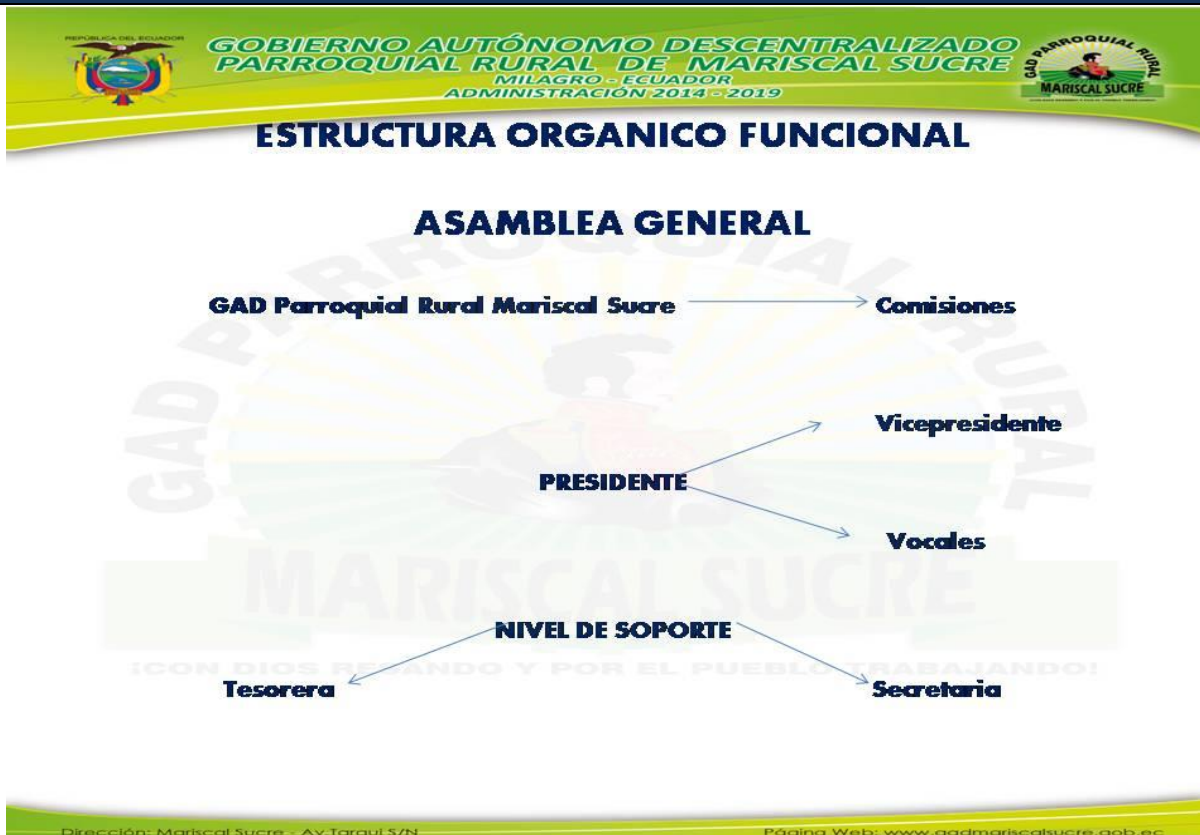 REPÚBLICA DEL ECUADOR
GOBIERNO AUTÓNOMO DESCENTRALIZADO
PARROQUIAL RURAL DE MARISCAL SUCRE
MILAGRO - ECUADOR
ADMINISTRACIÓN 2014 - 2019
GAD PARROQUIAL RURAL
MARISCAL SUCRE
ESTRUCTURA ORGANICO FUNCIONAL
ASAMBLEA GENERAL
GAD PARROQUIAL RURAL
GAD Parroquial Rural Mariscal Sucre
Comisiones
Vicepresidente
PRESIDENTE
Vocales
MARISCAL SUCRE
NIVEL DE SOPORTE
¡CON DIOS REGANDO Y POR EL PUEBLO TRABAJANDO!
Tesorera
Secretaria
Dirección: Mariscal Sucre - Av Tarqui S/N
Página Web: www.gadmariscalsucre.gob.ec